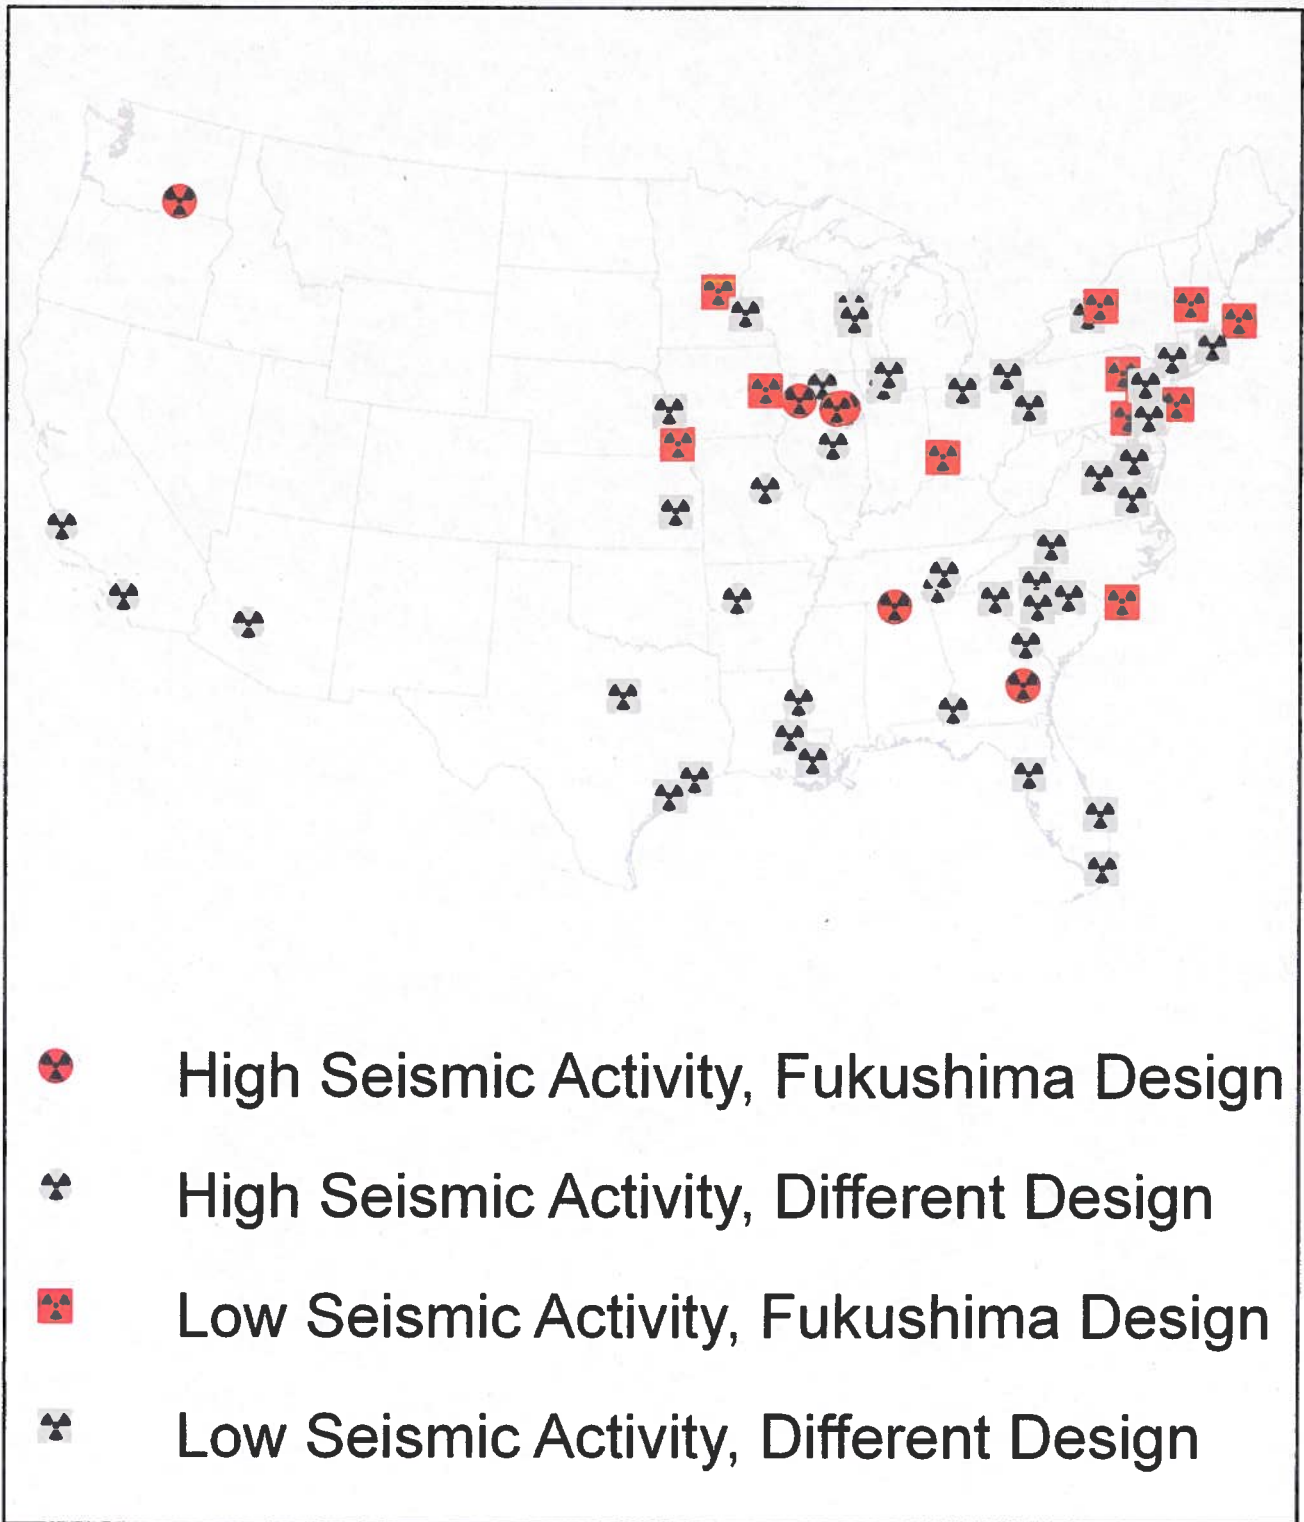 High Seismic Activity, Fukushima Design
High Seismic Activity, Different Design
Low Seismic Activity, Fukushima Design
Low Seismic Activity, Different Design